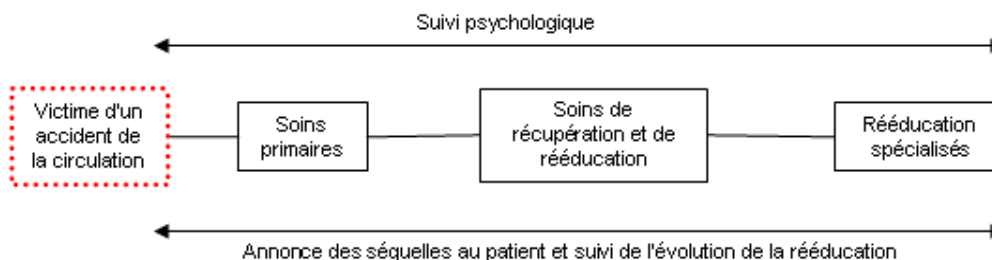 Suivi psychologique
Victime d'un
accident de
la circulation
Soins
primaires
Soins de
récupération et de
rééducation
Rééducation
spécialisés
Annonce des séquelles au patient et suivi de l'évolution de la rééducation